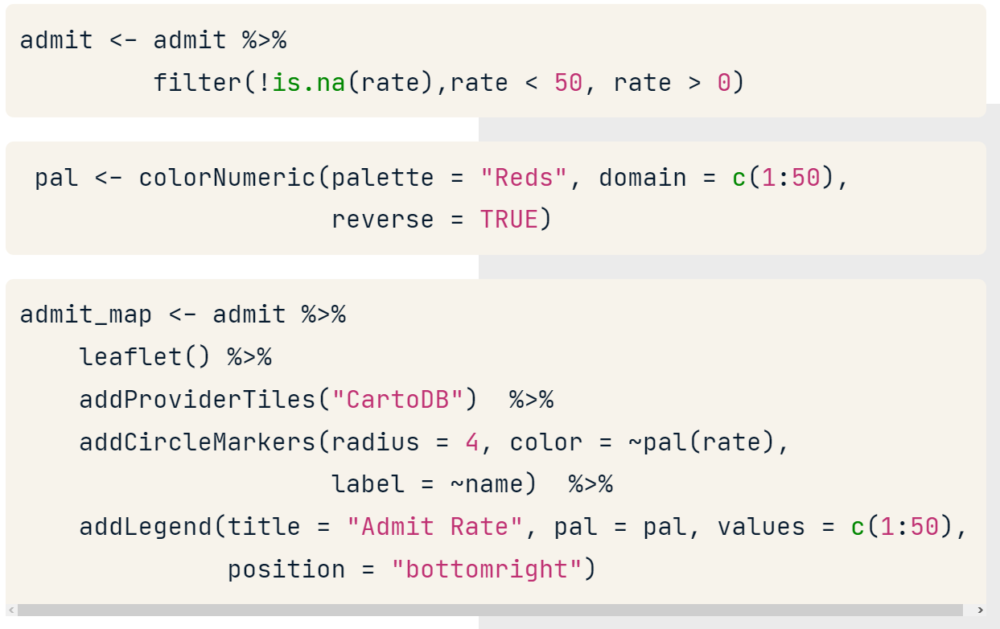 admit <- admit %>%
         filter(!is.na(rate),rate < 50, rate > 0)
 pal <- colorNumeric(palette = "Reds", domain = c(1:50),
                     reverse = TRUE)
admit_map <- admit %>%
    leaflet() %>%
    addProviderTiles("CartoDB")  %>%
    addCircleMarkers(radius = 4, color = ~pal(rate),
                     label = ~name)  %>%
    addLegend(title = "Admit Rate", pal = pal, values = c(1:50),
              position = "bottomright")